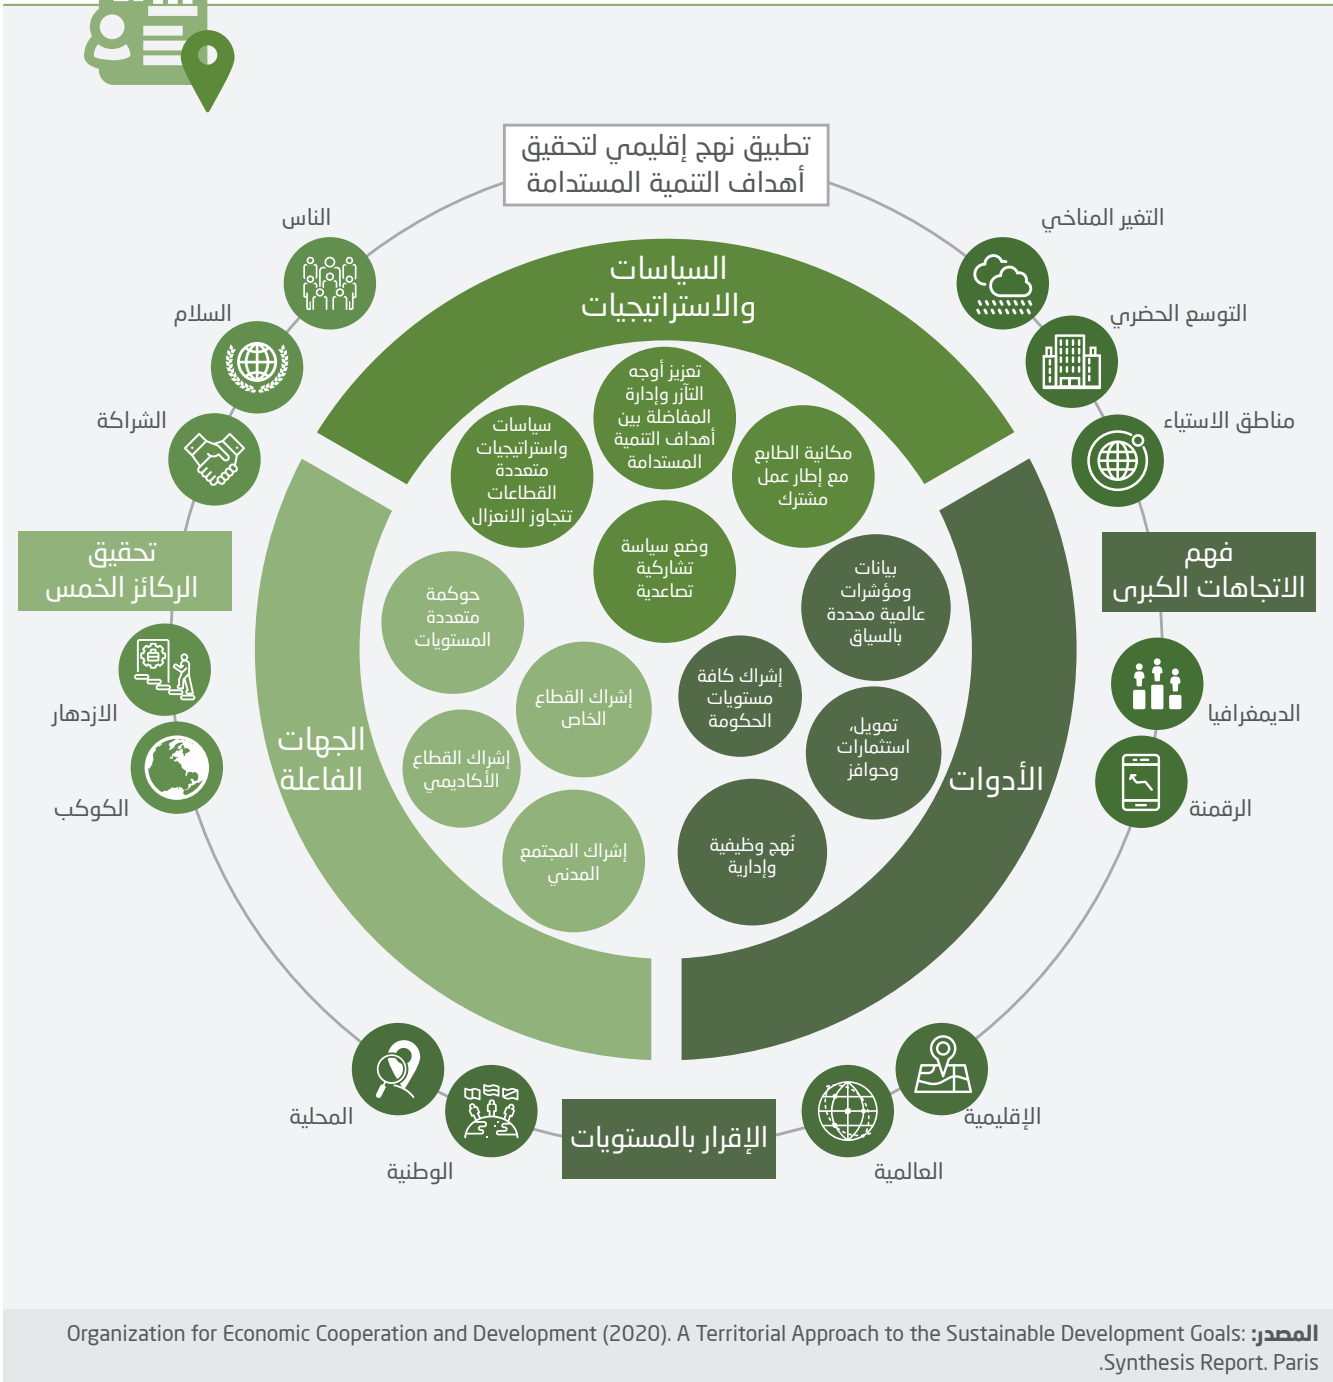 تطبيق نهج إقليمي لتحقيق
أهداف التنمية المستدامة
التغير المناخي
التوسع الحضري
مناطق الاستياء
فهم
الاتجاهات الكبرى
الديمغرافيا
الرقمنة
الناس
السلام
الشراكة
تحقيق
الركائز الخمس
الازدهار
الكوكب
السياسات
والاستراتيجيات
تعزيز أوجه
التآزر وإدارة
المفاضلة بين
أهداف التنمية
المستدامة
مكانية الطابع
مع إطار عمل
مشترك
سياسات
واستراتيجيات
متعددة
القطاعات
تتجاوز الانعزال
وضع سياسة
تشاركية
تصاعدية
الأدوات
بيانات
ومؤشرات
عالمية محددة
بالسياق
إشراك كافة
مستويات
الحكومة
تمويل،
استثمارات
وحوافز
نُهج وظيفية
وإدارية
الجهات
الفاعلة
حوكمة
متعددة
المستويات
إشراك القطاع
الخاص
إشراك القطاع
الأكاديمي
إشراك المجتمع
المدني
الإقرار بالمستويات
الإقليمية
العالمية
الوطنية
المحلية
المصدر: Organization for Economic Cooperation and Development (2020). A Territorial Approach to the Sustainable Development Goals:
Synthesis Report. Paris.